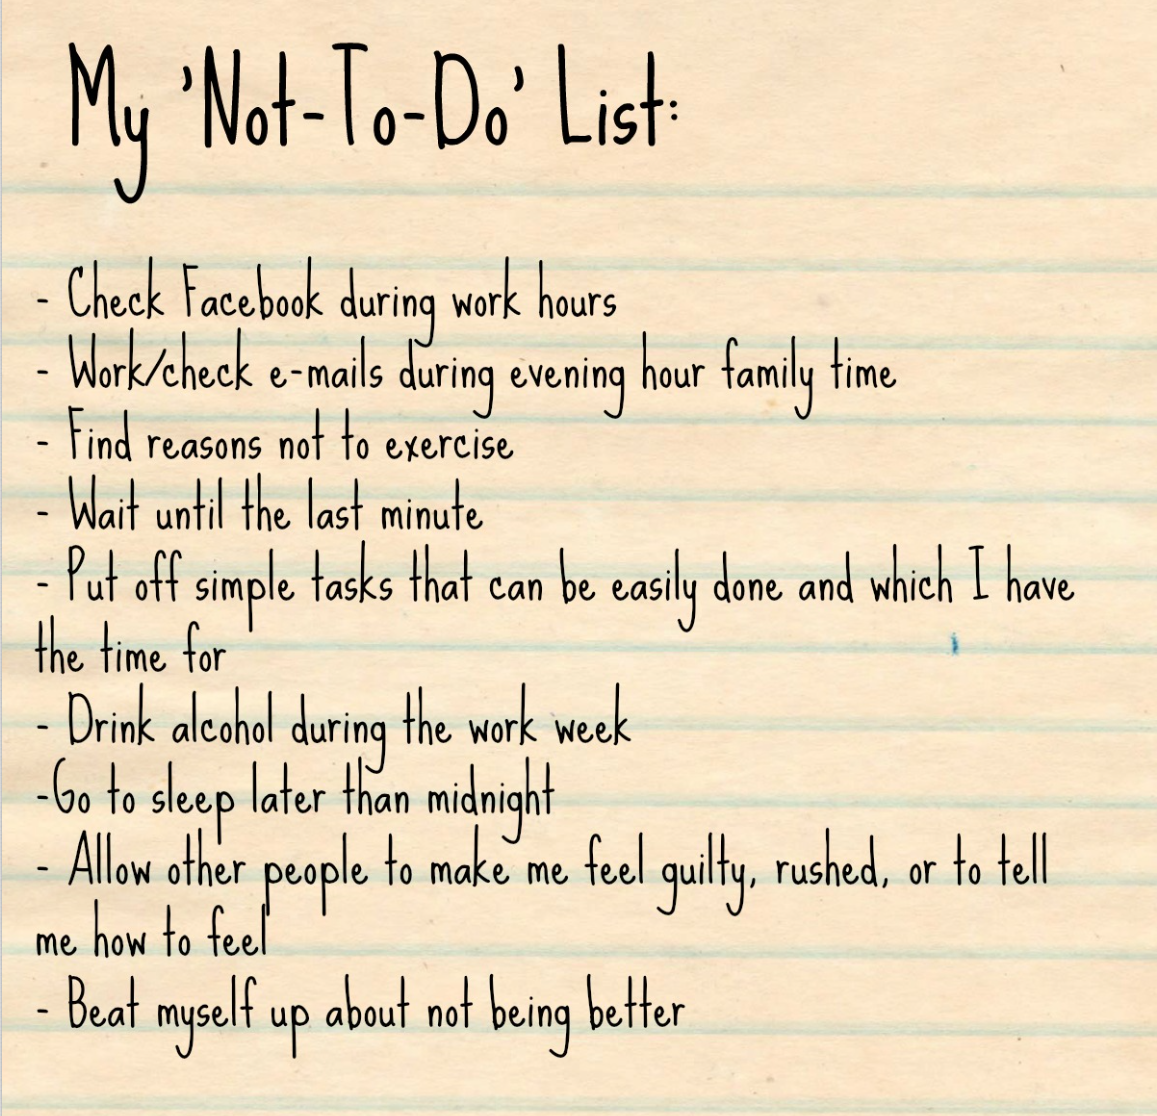 My 'Not-To-Do' List:
- Check Facebook during work hours
- Work/check e-mails during evening hour family time
- Find reasons not to exercise
- Wait until the last minute
- Put off simple tasks that can be easily done and which I have
the time for
- Drink alcohol during the work week
-Go to sleep later than midnight
- Allow other people to make me feel guilty, rushed, or to tell
me how to feel
- Beat myself up about not being better